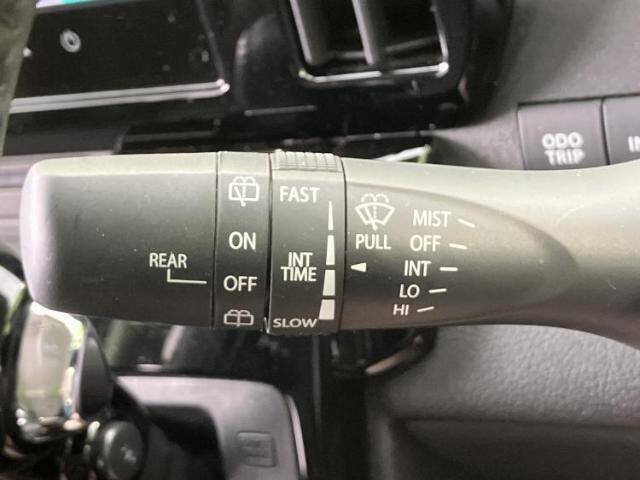 REAR
ON
OFF
FAST
INT
TIME
SLOW
PULL
MIST
OFF
INT
LO
HI
ODO
TRIP